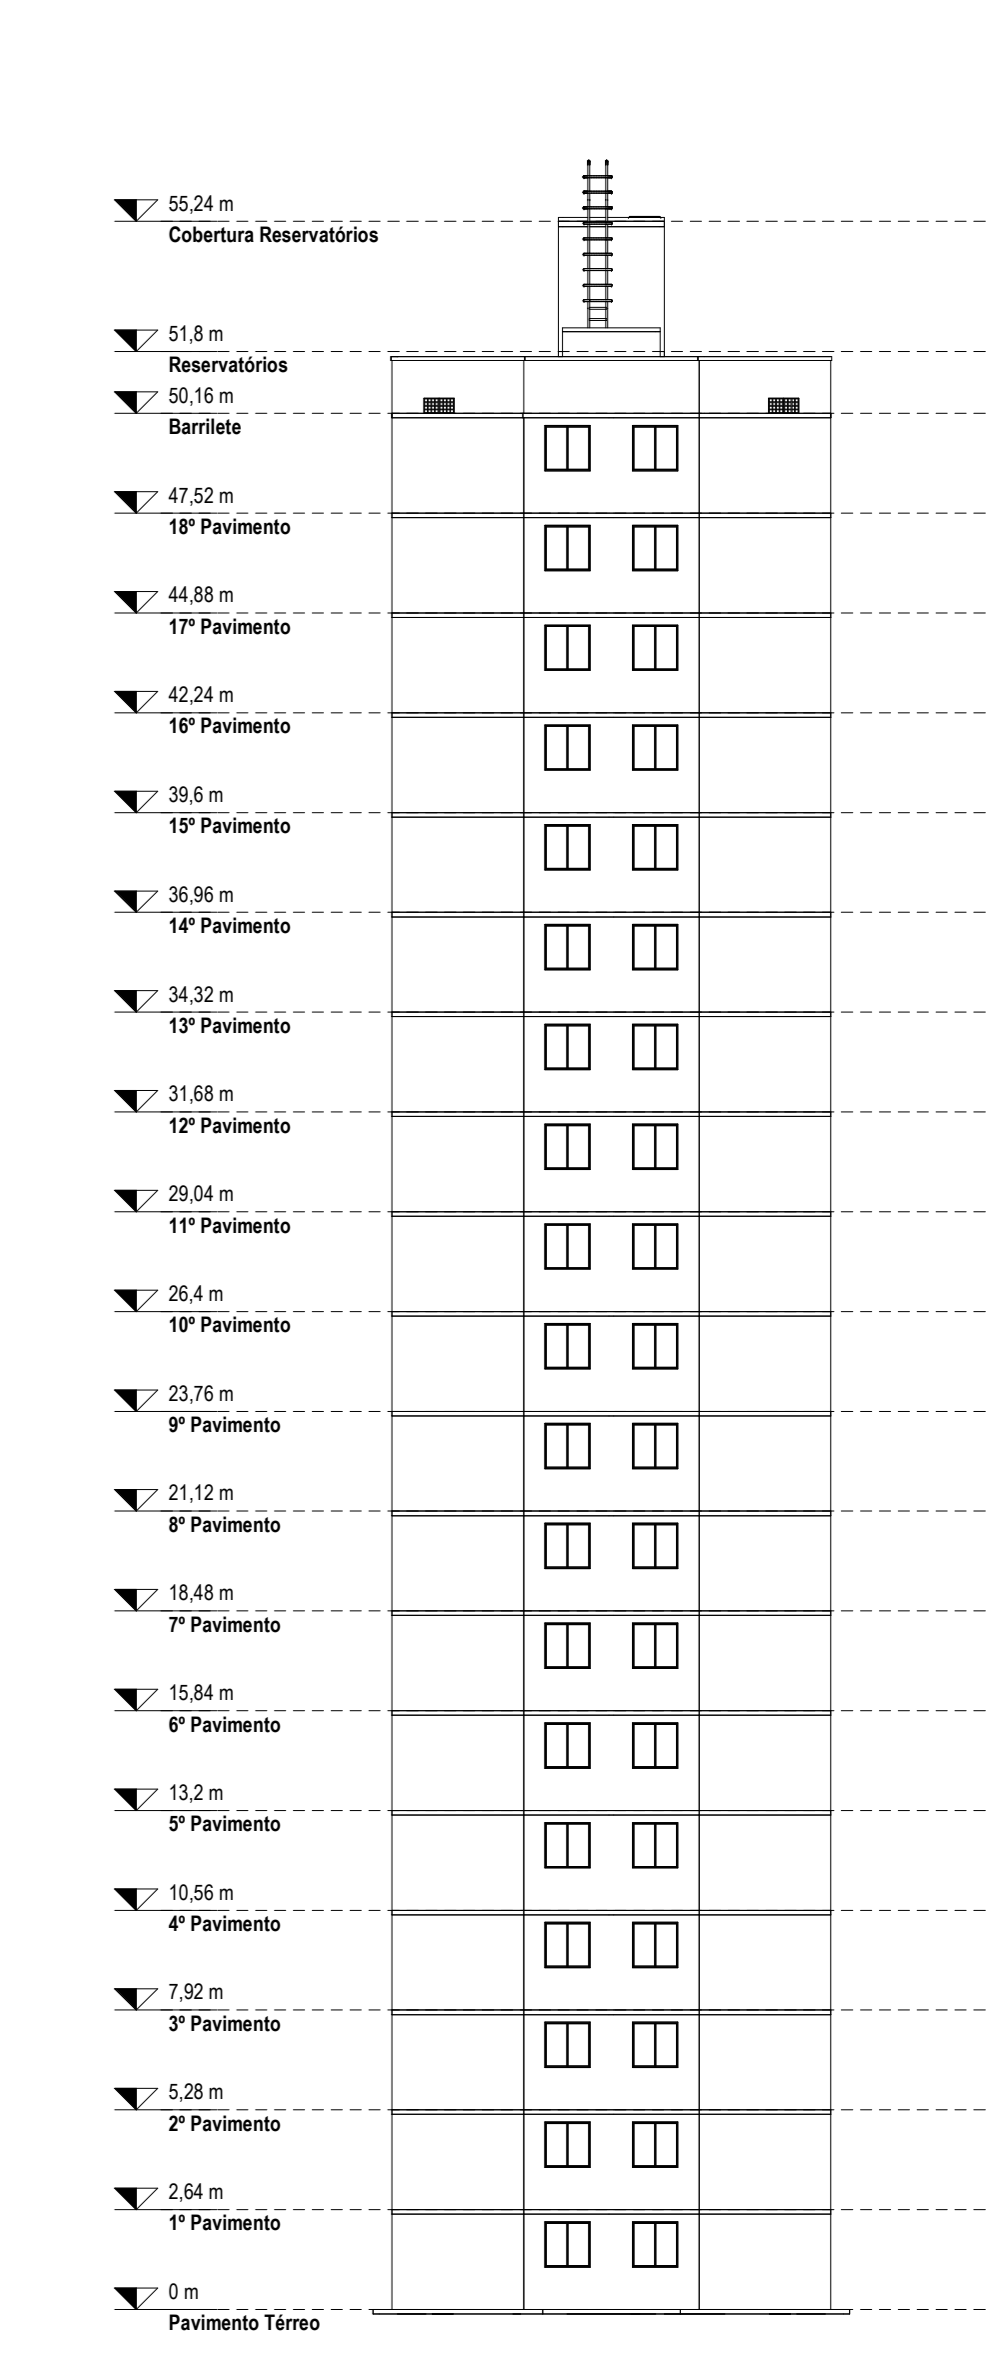 55,24 m
Cobertura Reservatórios
51,8 m
Reservatórios
50,16 m
Barrilete
47,52 m
18º Pavimento
44,88 m
17º Pavimento
42,24 m
16º Pavimento
39,6 m
15º Pavimento
36,96 m
14º Pavimento
34,32 m
13º Pavimento
31,68 m
12º Pavimento
29,04 m
11º Pavimento
26,4 m
10º Pavimento
23,76 m
9º Pavimento
21,12 m
8º Pavimento
18,48 m
7º Pavimento
15,84 m
6º Pavimento
13,2 m
5º Pavimento
10,56 m
4º Pavimento
7,92 m
3º Pavimento
5,28 m
2º Pavimento
2,64 m
1º Pavimento
0 m
Pavimento Térreo